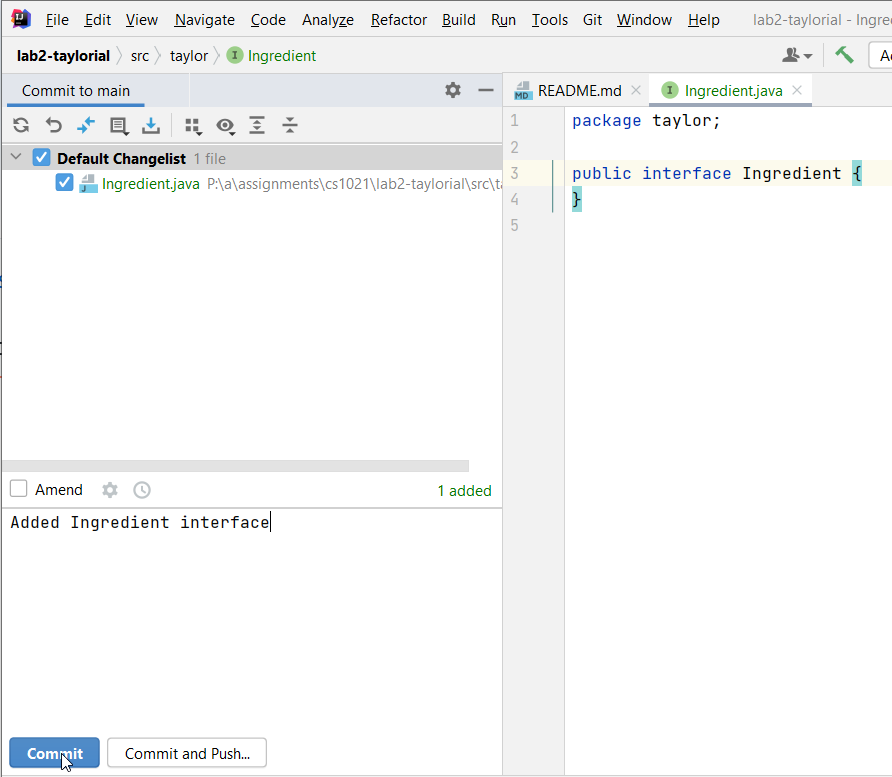 File Edit View Navigate Code Analyze Refactor Build Run Tools Git Window Help lab2-taylorial - Ingre
lab2-taylorial src taylor I Ingredient
Commit to main
README.md I Ingredient.java
Default Changelist 1 file
Ingredient.java P:\a\assignments\cs1021\lab2-taylorial\src\ta
1 package taylor;
2
3 public interface Ingredient {
4 }
5
Amend 1 added
Added Ingredient interface
Commit Commit and Push...